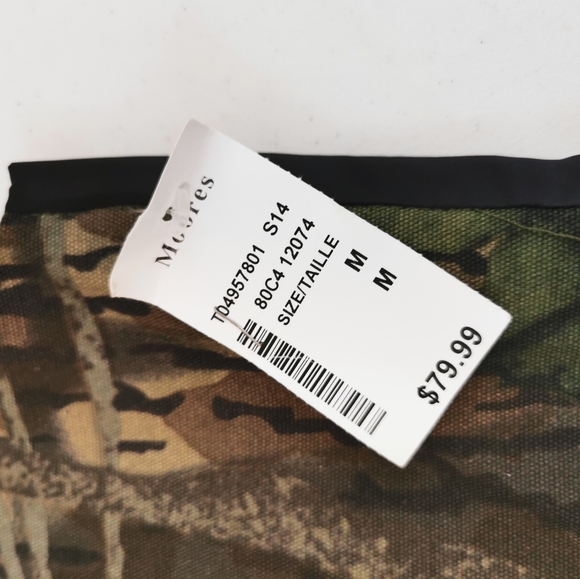 Moores
T04957801 S14
80C4 12074
SIZE/TAILLE
M
M
$79.99